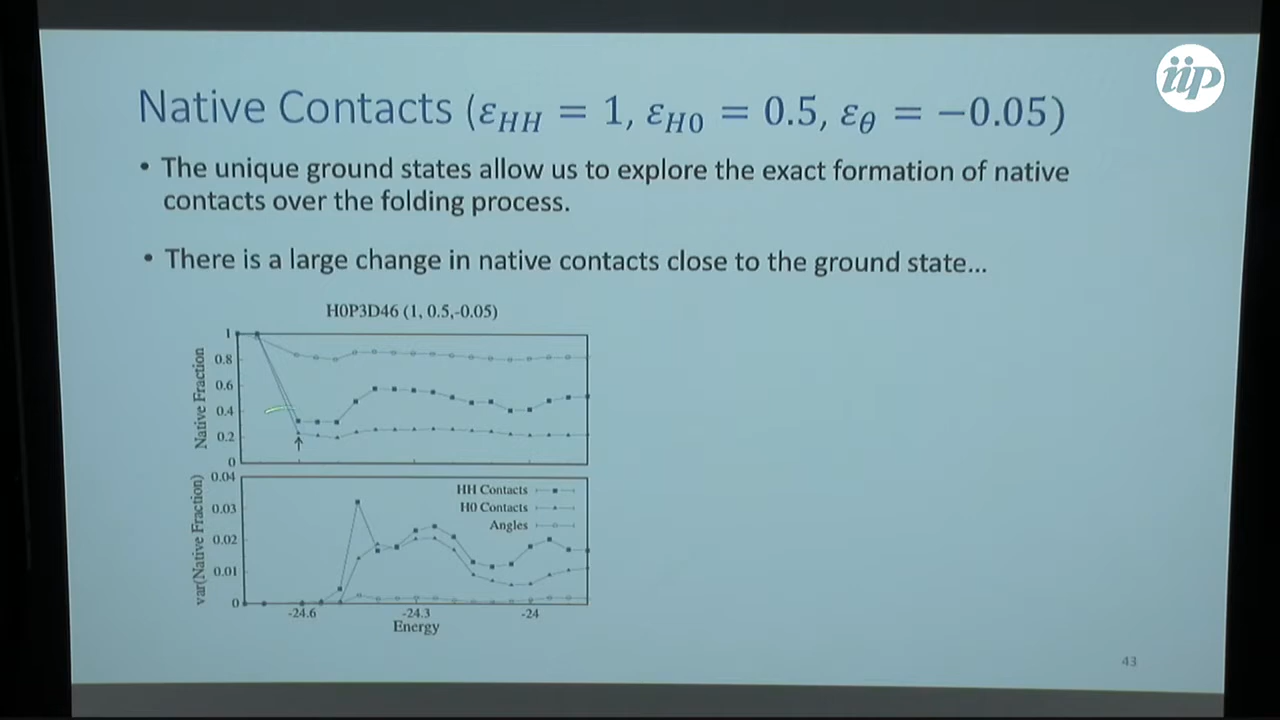 iip
Native Contacts (εHH = 1, εH0 = 0.5, εθ = −0.05)
• The unique ground states allow us to explore the exact formation of native
contacts over the folding process.
• There is a large change in native contacts close to the ground state...
H0P3D46 (1, 0.5,-0.05)
Native Fraction
1
0.8
0.6
0.4
0.2
0
var(Native Fraction)
0.04
0.03
0.02
0.01
0
HH Contacts
H0 Contacts
Angles
-24.6
-24.3
-24
Energy
43